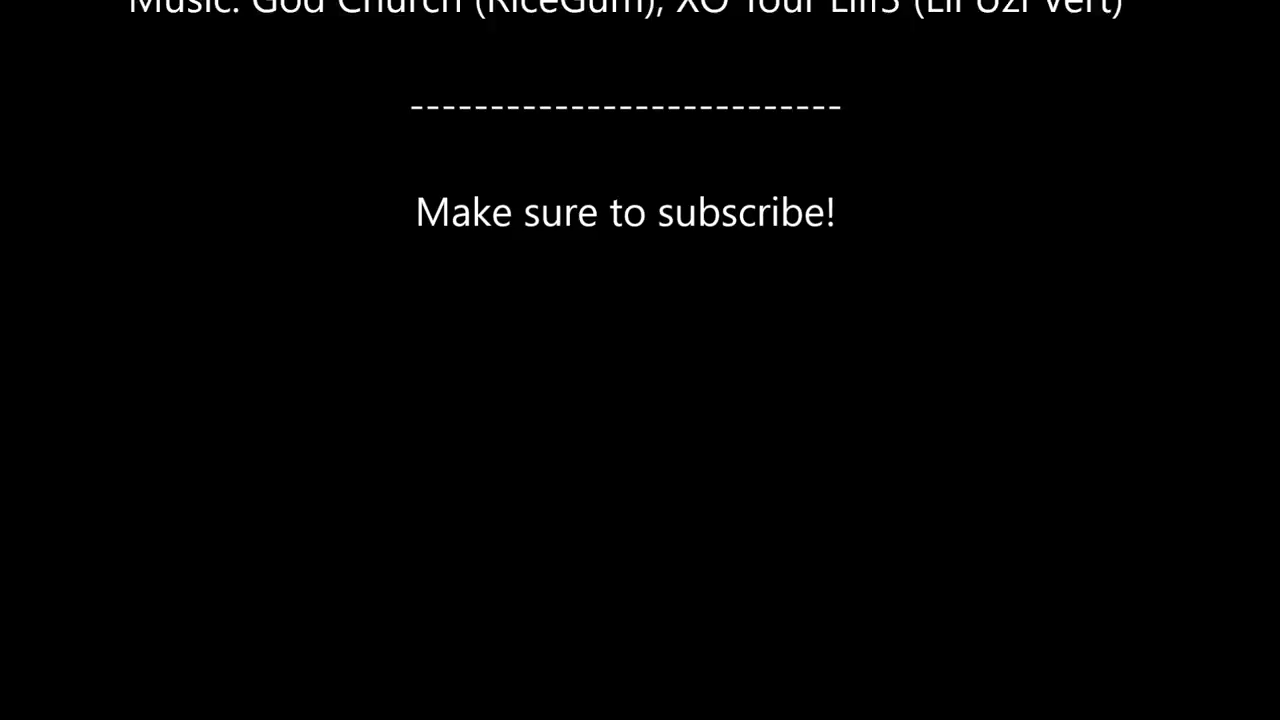 Music: God Church (RiceGum), XO Tour Llif3 (Lil Uzi Vert)
---------------------------
Make sure to subscribe!